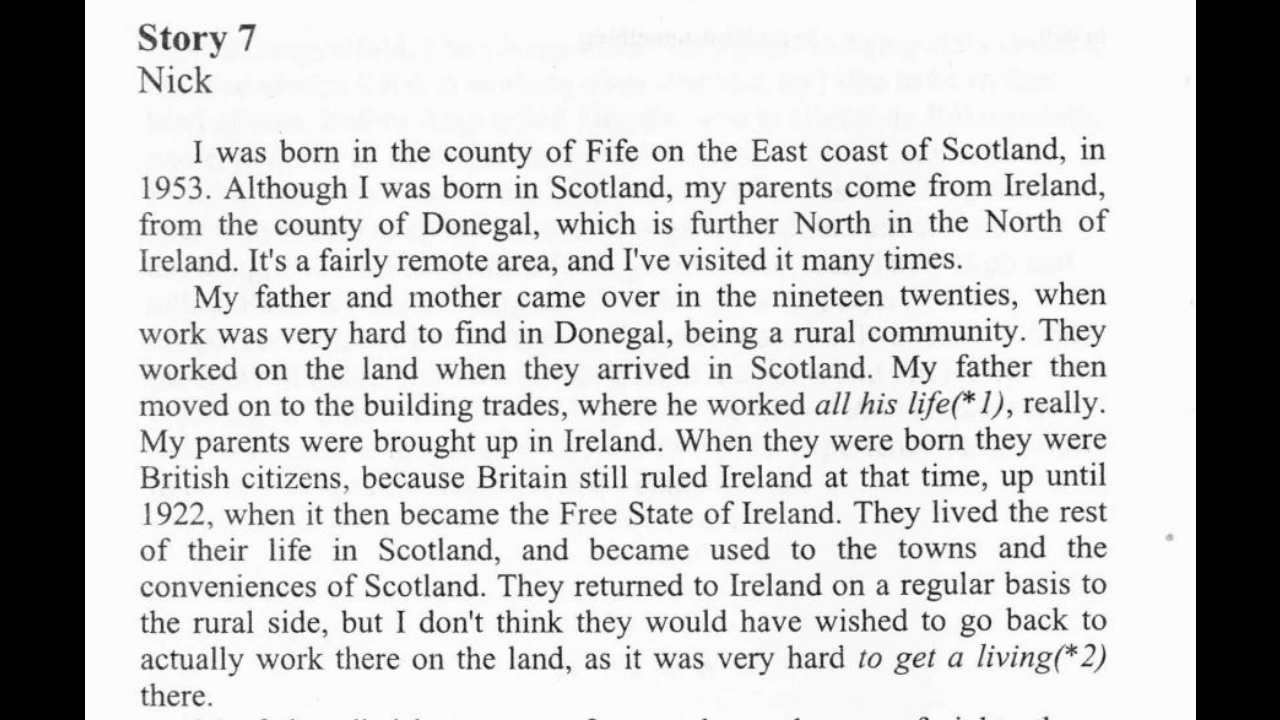 Story 7
Nick
I was born in the county of Fife on the East coast of Scotland, in
1953. Although I was born in Scotland, my parents come from Ireland,
from the county of Donegal, which is further North in the North of
Ireland. It's a fairly remote area, and I've visited it many times.
My father and mother came over in the nineteen twenties, when
work was very hard to find in Donegal, being a rural community. They
worked on the land when they arrived in Scotland. My father then
moved on to the building trades, where he worked all his life(*1), really.
My parents were brought up in Ireland. When they were born they were
British citizens, because Britain still ruled Ireland at that time, up until
1922, when it then became the Free State of Ireland. They lived the rest
of their life in Scotland, and became used to the towns and the
conveniences of Scotland. They returned to Ireland on a regular basis to
the rural side, but I don't think they would have wished to go back to
actually work there on the land, as it was very hard to get a living(*2)
there.